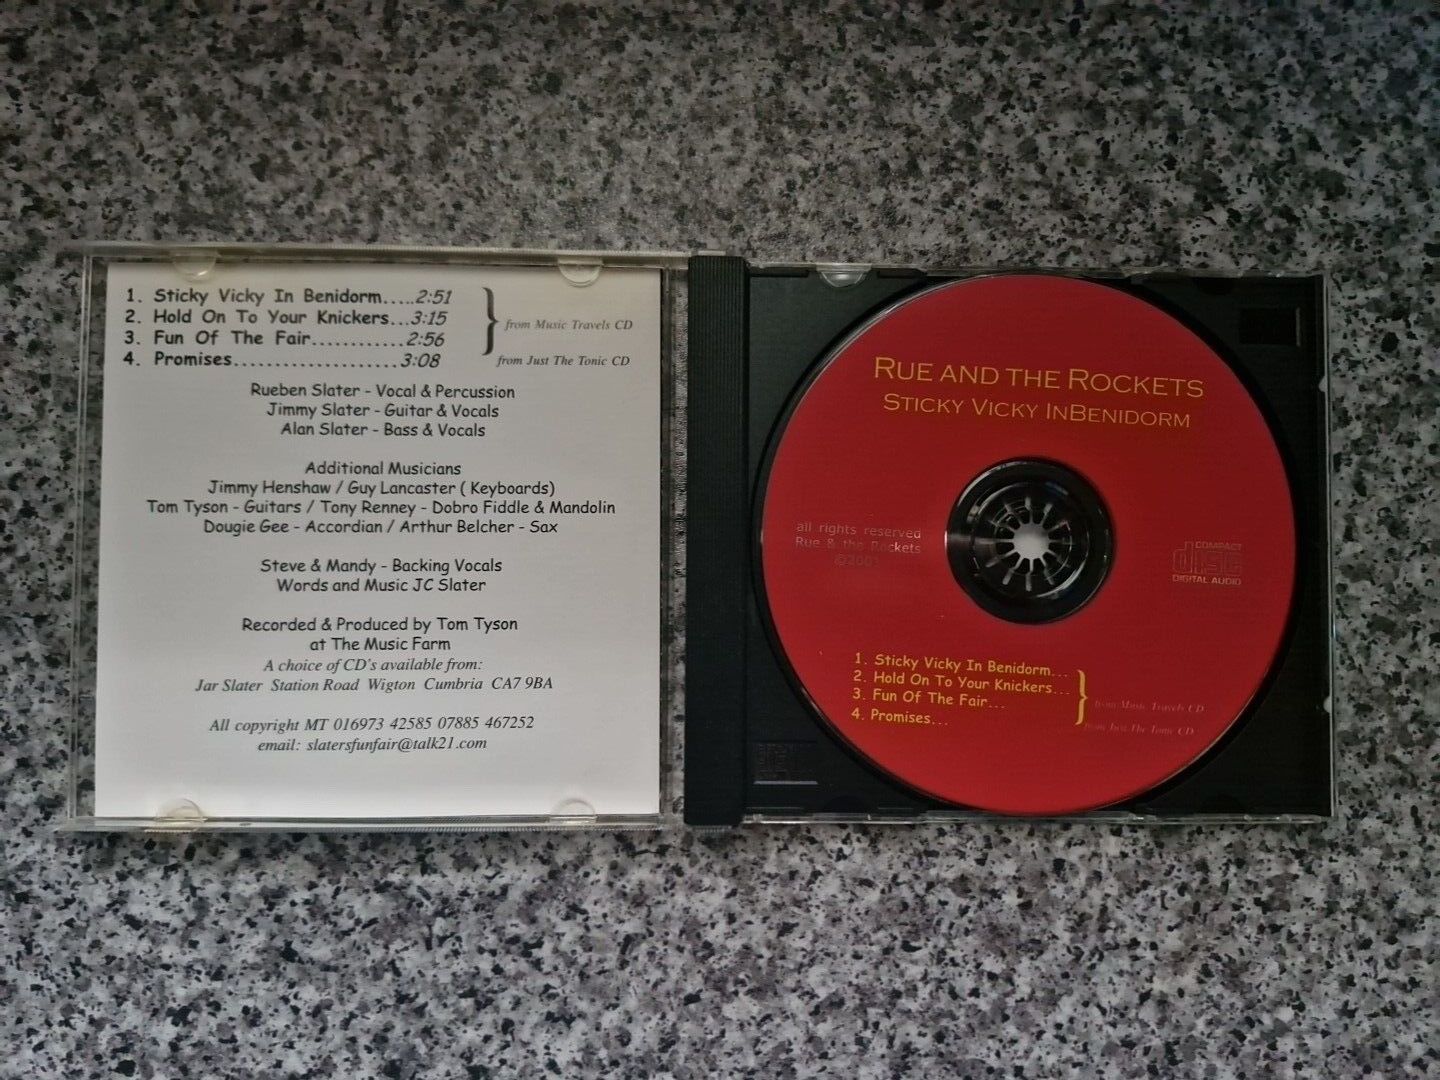 1. Sticky Vicky In Benidorm.....2:51
2. Hold On To Your Knickers...3:15
3. Fun Of The Fair............2:56
from Music Travels CD
4. Promises....................3:08
from Just The Tonic CD
Rueben Slater - Vocal & Percussion
Jimmy Slater - Guitar & Vocals
Alan Slater - Bass & Vocals
Additional Musicians
Jimmy Henshaw / Guy Lancaster ( Keyboards)
Tom Tyson - Guitars / Tony Renney - Dobro Fiddle & Mandolin
Dougie Gee - Accordian / Arthur Belcher - Sax
Steve & Mandy - Backing Vocals
Words and Music JC Slater
Recorded & Produced by Tom Tyson
at The Music Farm
A choice of CD's available from:
Jar Slater Station Road Wigton Cumbria CA7 9BA
All copyright MT 016973 42585 07885 467252
email: slatersfunfair@talk21.com
RUE AND THE ROCKETS
STICKY VICKY INBENIDORM
all rights reserved
Rue & the Rockets
COMPACT
disc
DIGITAL AUDIO
1. Sticky Vicky In Benidorm...
2. Hold On To Your Knickers...
3. Fun Of The Fair...
from Music Travels CD
4. Promises...
from Just The Tonic CD